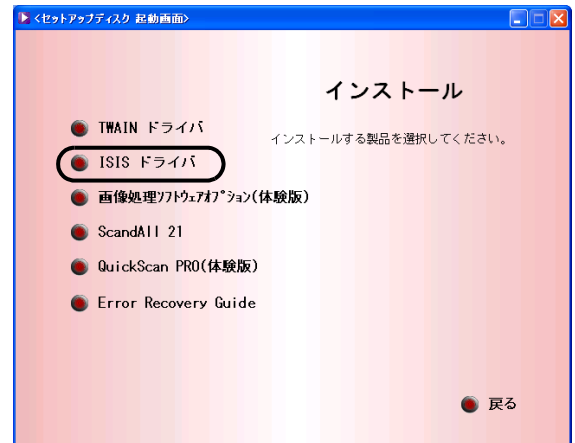 <セットアップディスク 起動画面>
インストール
インストールする製品を選択してください。
TWAIN ドライバ
ISIS ドライバ
画像処理ソフトウェアオプション(体験版)
ScandAll 21
QuickScan PRO(体験版)
Error Recovery Guide
戻る